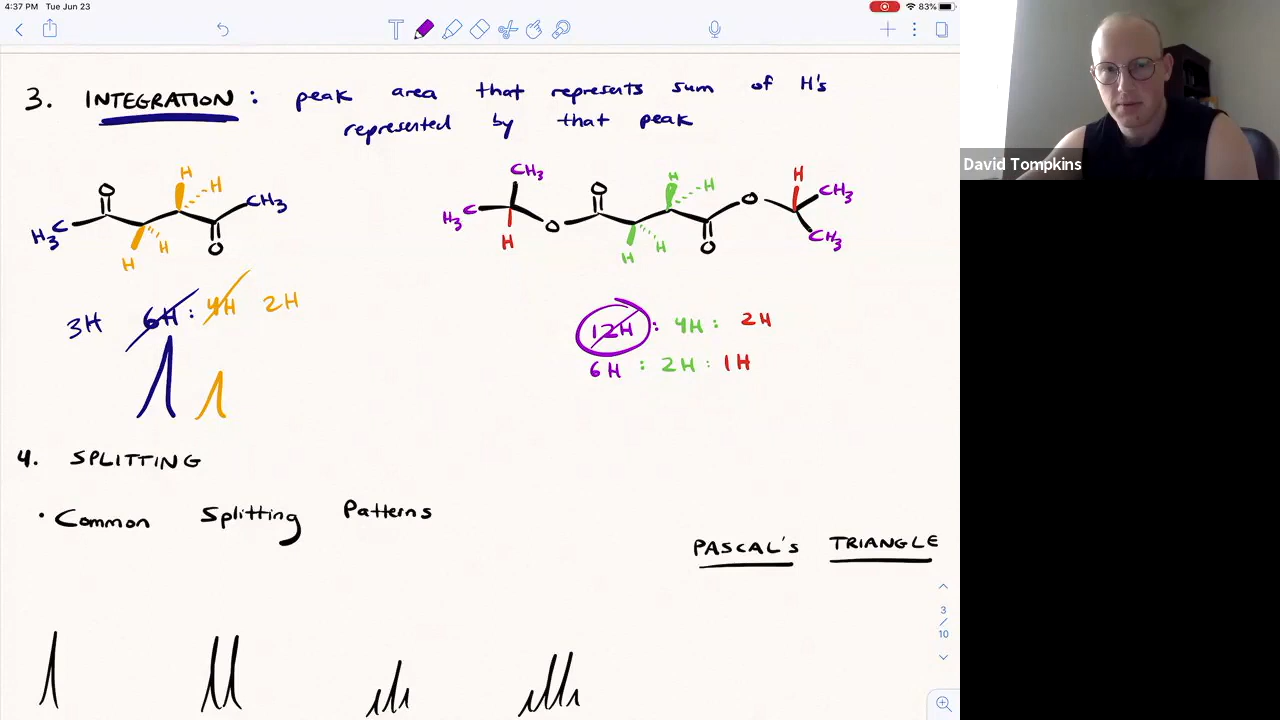 4:37 PM Tue Jun 23
83%
T
3. INTEGRATION: peak area that represents sum of H's
represented by that peak
O H H CH3
H3C H H O
3H 6H: 4H 2H
CH3 O H H O H CH3
H3C H O H H O CH3
12H: 4H: 2H
6H : 2H : 1H
4. SPLITTING
• Common Splitting Patterns
PASCAL'S TRIANGLE
3
/
10
David Tompkins